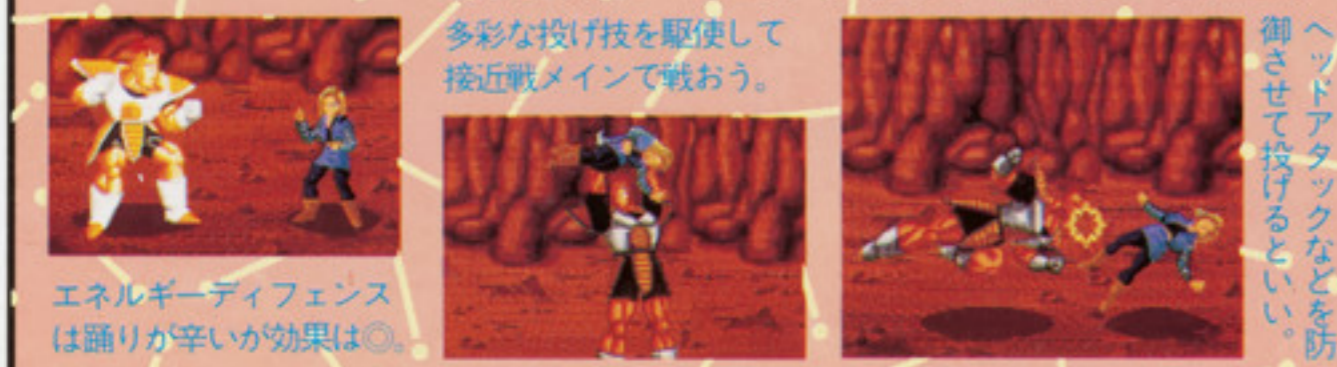 多彩な投げ技を駆使して
接近戦メインで戦おう。
エネルギーディフェンス
は踊りが辛いが効果は◎。
ヘッドアタックなどを防
御させて投げるといい。